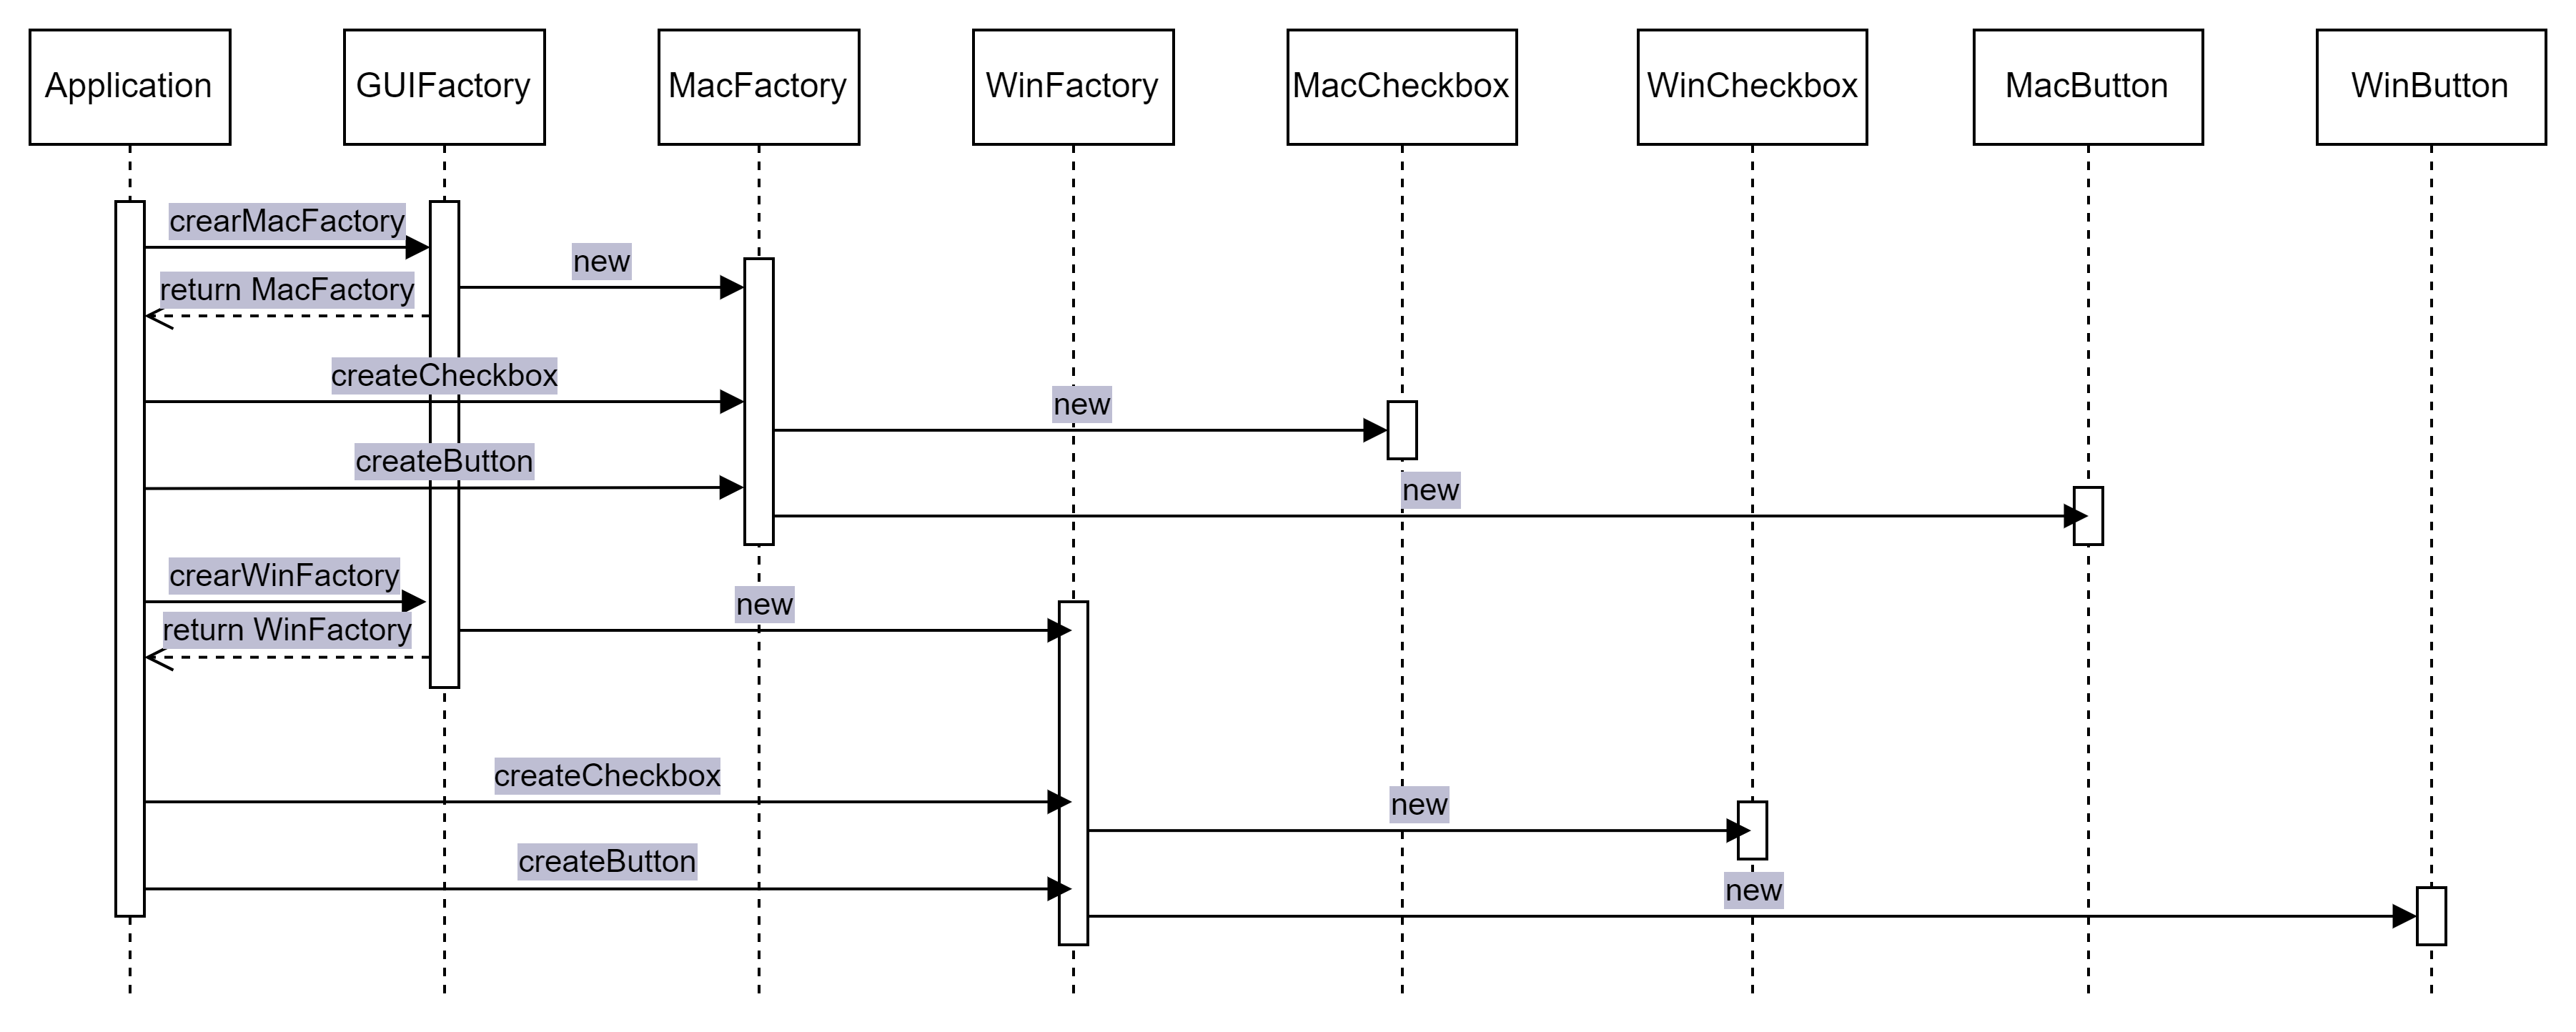 Application
GUIFactory
MacFactory
WinFactory
MacCheckbox
WinCheckbox
MacButton
WinButton
crearMacFactory
new
return MacFactory
createCheckbox
new
createButton
new
crearWinFactory
new
return WinFactory
createCheckbox
new
createButton
new